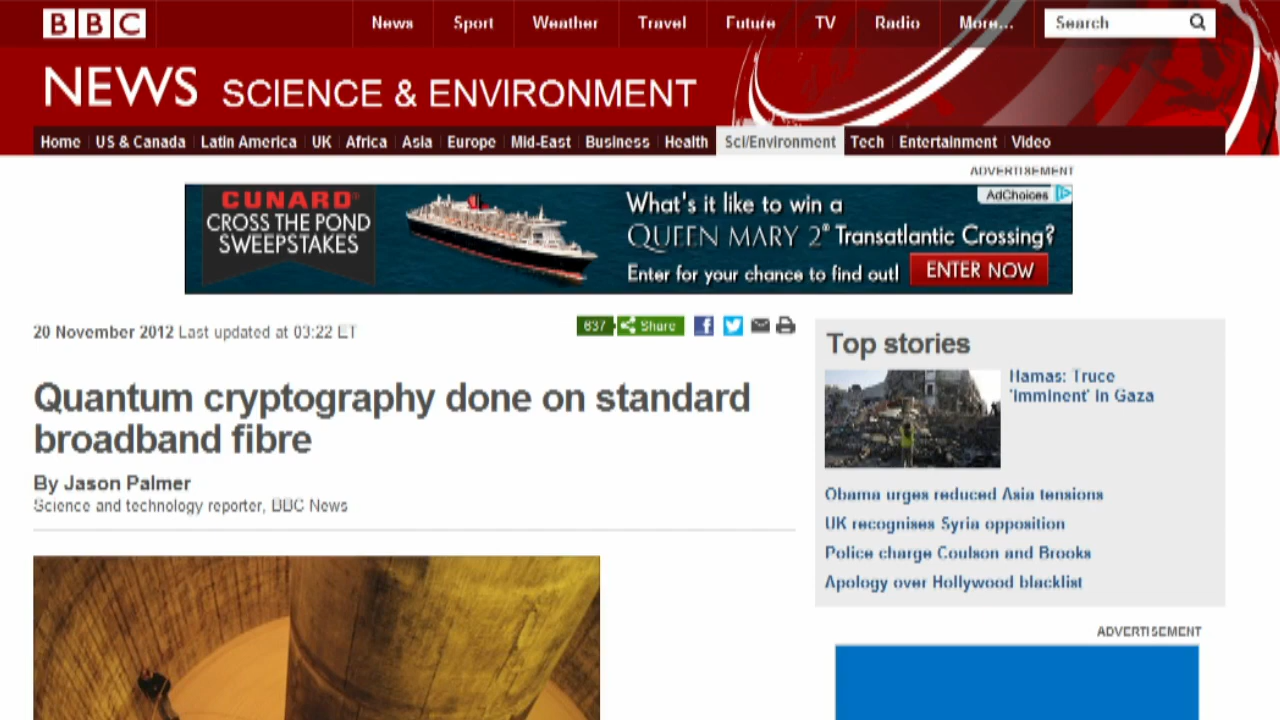 BBC
News Sport Weather Travel Future TV Radio More... Search
NEWS SCIENCE & ENVIRONMENT
Home US & Canada Latin America UK Africa Asia Europe Mid-East Business Health Sci/Environment Tech Entertainment Video
ADVERTISEMENT
CUNARD®
CROSS THE POND
SWEEPSTAKES
What's it like to win a
QUEEN MARY 2® Transatlantic Crossing?
Enter for your chance to find out!
ENTER NOW
AdChoices
20 November 2012 Last updated at 03:22 ET
637 Share
Quantum cryptography done on standard
broadband fibre
By Jason Palmer
Science and technology reporter, BBC News
Top stories
Hamas: Truce
'imminent' in Gaza
Obama urges reduced Asia tensions
UK recognises Syria opposition
Police charge Coulson and Brooks
Apology over Hollywood blacklist
ADVERTISEMENT